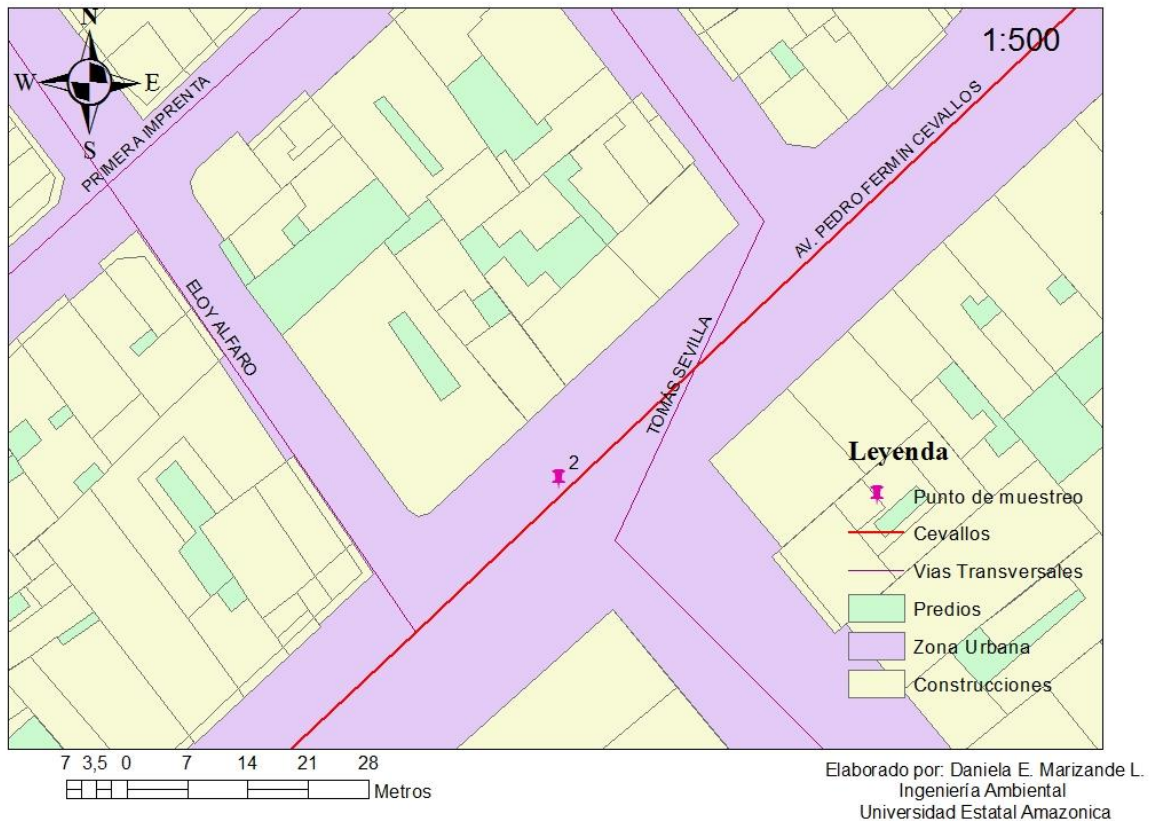 N
1:500
W
E
S
PRIMERA IMPRENTA
AV. PEDRO FERMÍN CEVALLOS
ELOY ALFARO
TOMÁS SEVILLA
2
Leyenda
Punto de muestreo
Cevallos
Vias Transversales
Predios
Zona Urbana
Construcciones
7 3,5 0 7 14 21 28
Metros
Elaborado por: Daniela E. Marizande L.
Ingeniería Ambiental
Universidad Estatal Amazonica